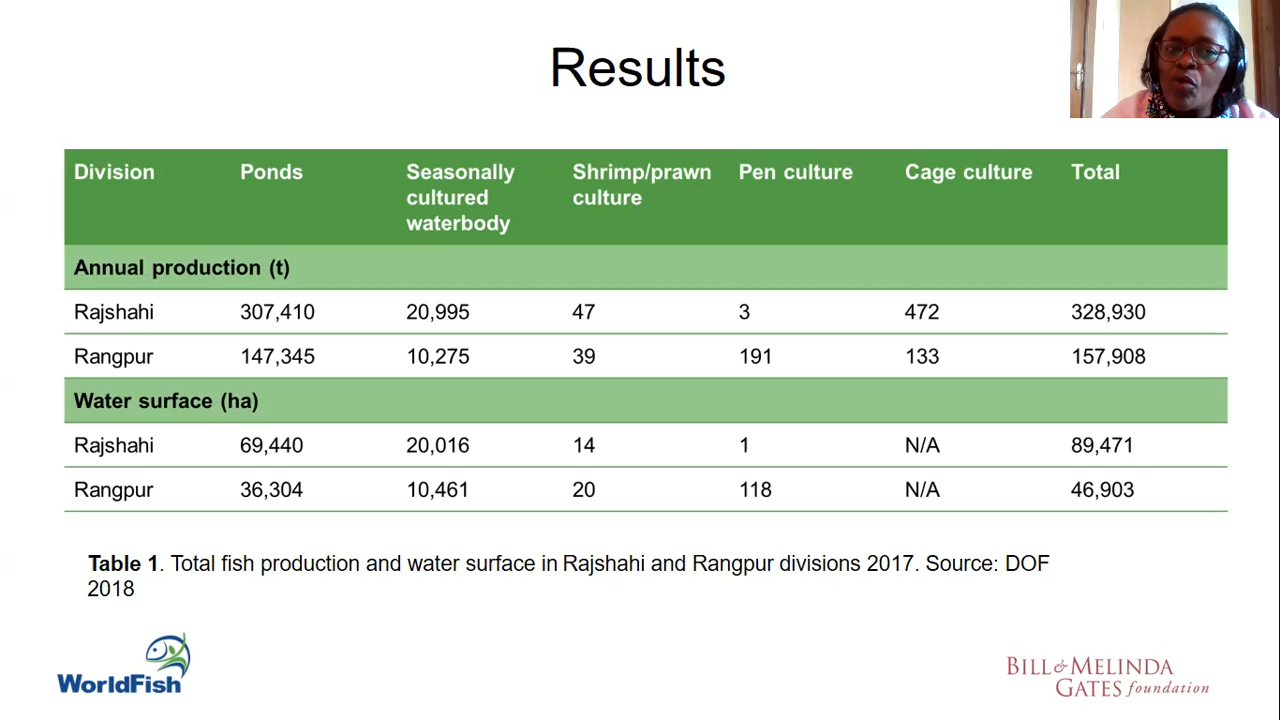 Results
Division Ponds Seasonally cultured waterbody Shrimp/prawn culture Pen culture Cage culture Total
Annual production (t)
Rajshahi 307,410 20,995 47 3 472 328,930
Rangpur 147,345 10,275 39 191 133 157,908
Water surface (ha)
Rajshahi 69,440 20,016 14 1 N/A 89,471
Rangpur 36,304 10,461 20 118 N/A 46,903
Table 1. Total fish production and water surface in Rajshahi and Rangpur divisions 2017. Source: DOF
2018
WorldFish
BILL & MELINDA
GATES foundation